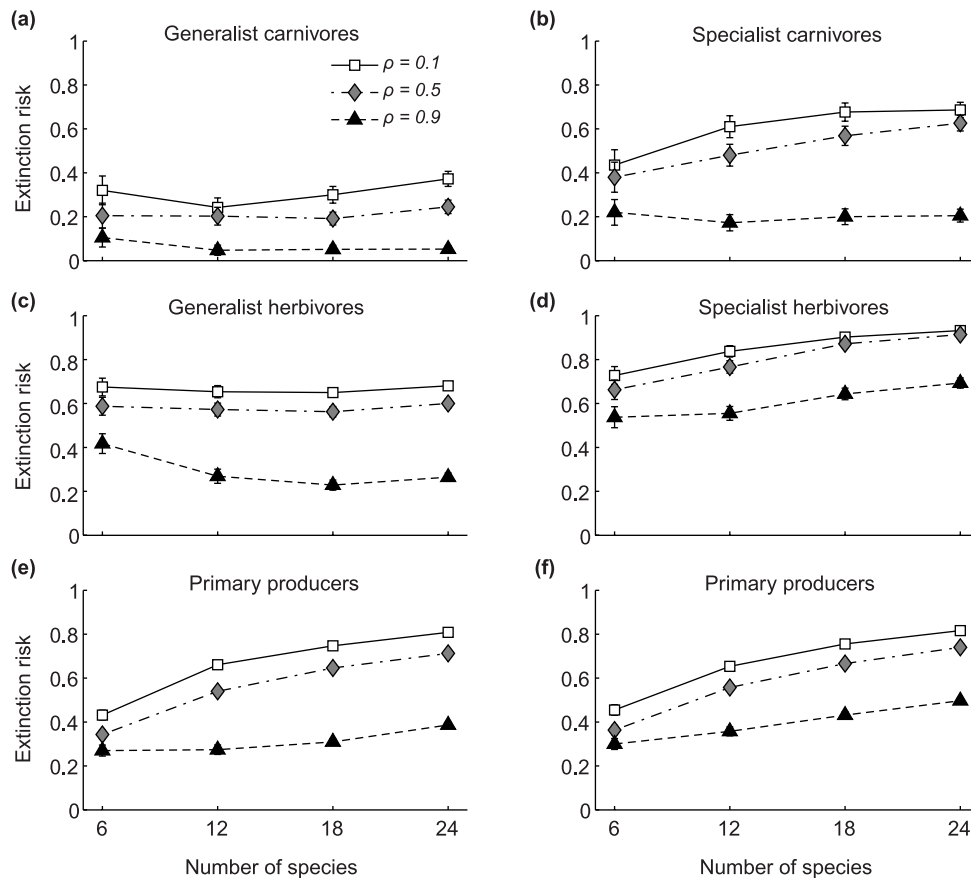 (a) Generalist carnivores
1
0.8
0.6
0.4
0.2
0
Extinction risk
ρ = 0.1
ρ = 0.5
ρ = 0.9
(b) Specialist carnivores
1
0.8
0.6
0.4
0.2
0
(c) Generalist herbivores
1
0.8
0.6
0.4
0.2
0
Extinction risk
(d) Specialist herbivores
1
0.8
0.6
0.4
0.2
0
(e) Primary producers
1
0.8
0.6
0.4
0.2
0
Extinction risk
6 12 18 24
Number of species
(f) Primary producers
1
0.8
0.6
0.4
0.2
0
6 12 18 24
Number of species